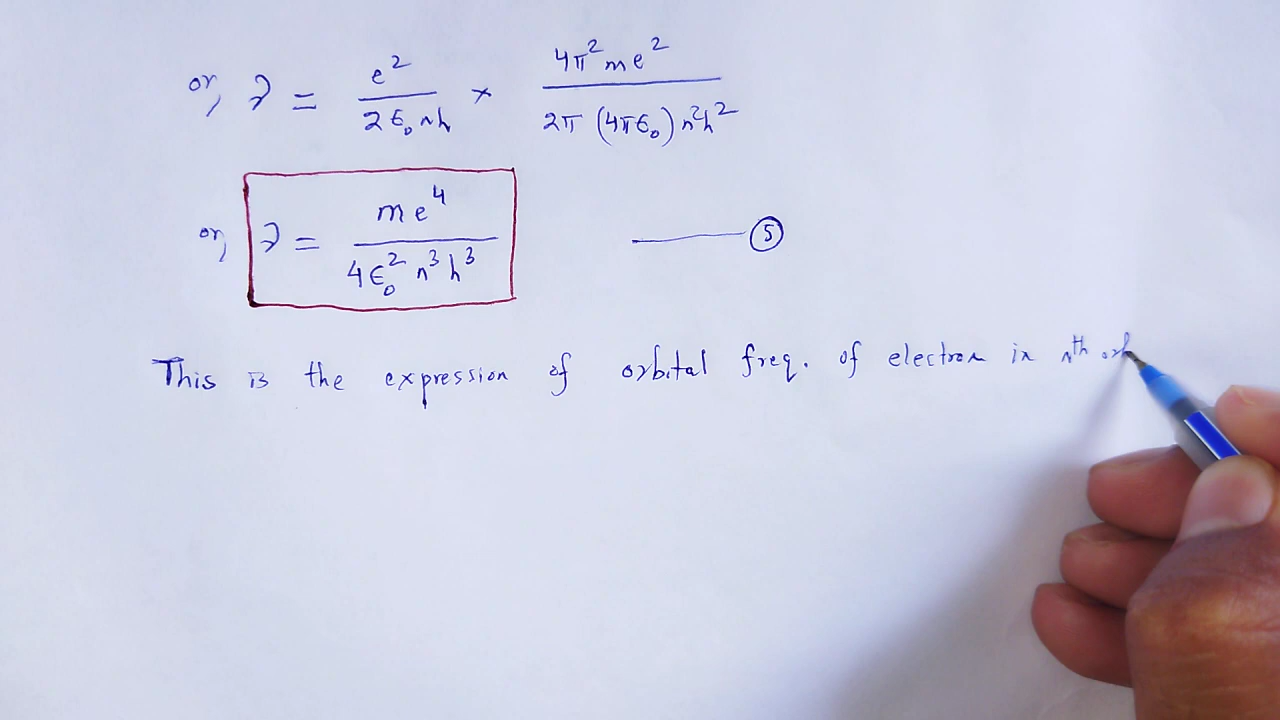 or, ν = e² / 2ϵ₀nh × 4π²me² / 2π(4πϵ₀)n²h²
or, ν = me⁴ / 4ϵ₀²n³h³ —— ⑤
This is the expression of orbital freq. of electron in nth